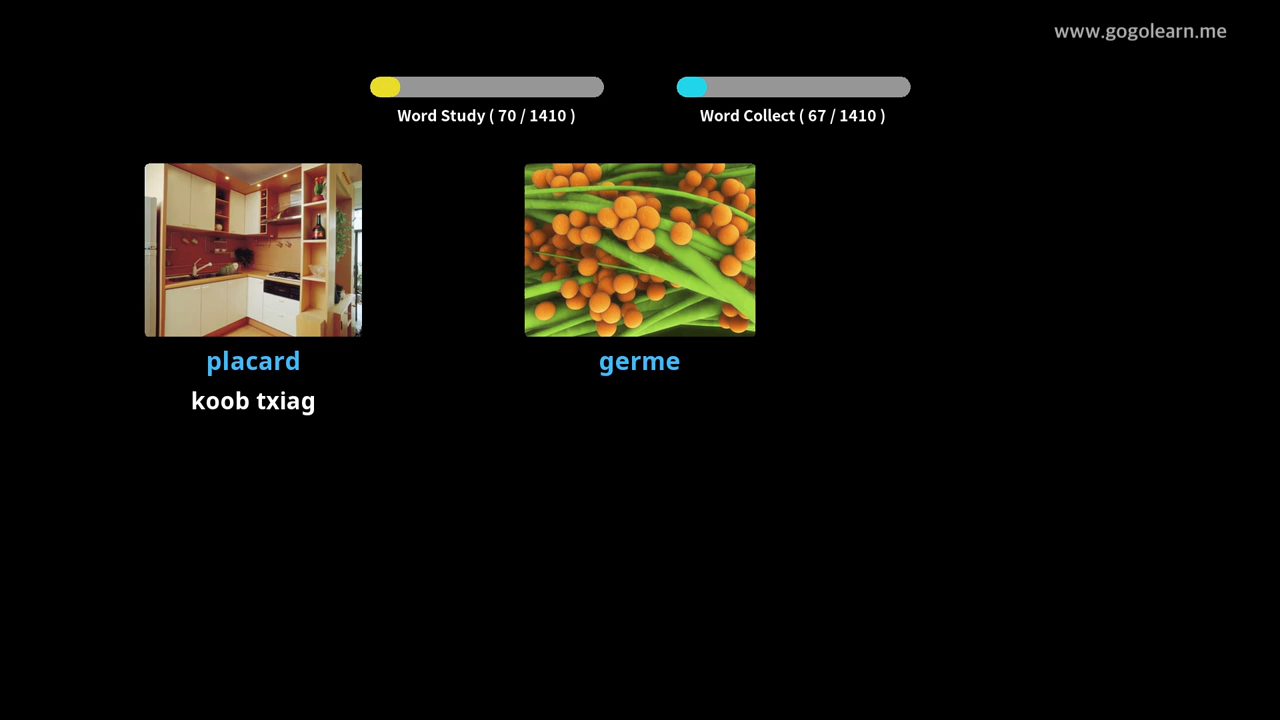 www.gogolearn.me
Word Study ( 70 / 1410 )
Word Collect ( 67 / 1410 )
placard
koob txiag
germe